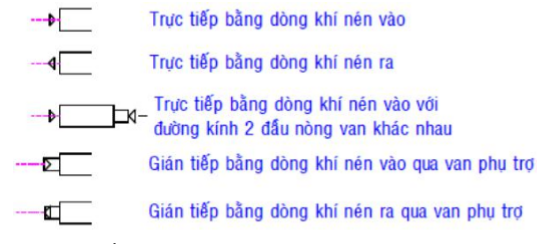 Trực tiếp bằng dòng khí nén vào
Trực tiếp bằng dòng khí nén ra
Trực tiếp bằng dòng khí nén vào với
đường kính 2 đầu nòng van khác nhau
Gián tiếp bằng dòng khí nén vào qua van phụ trợ
Gián tiếp bằng dòng khí nén ra qua van phụ trợ